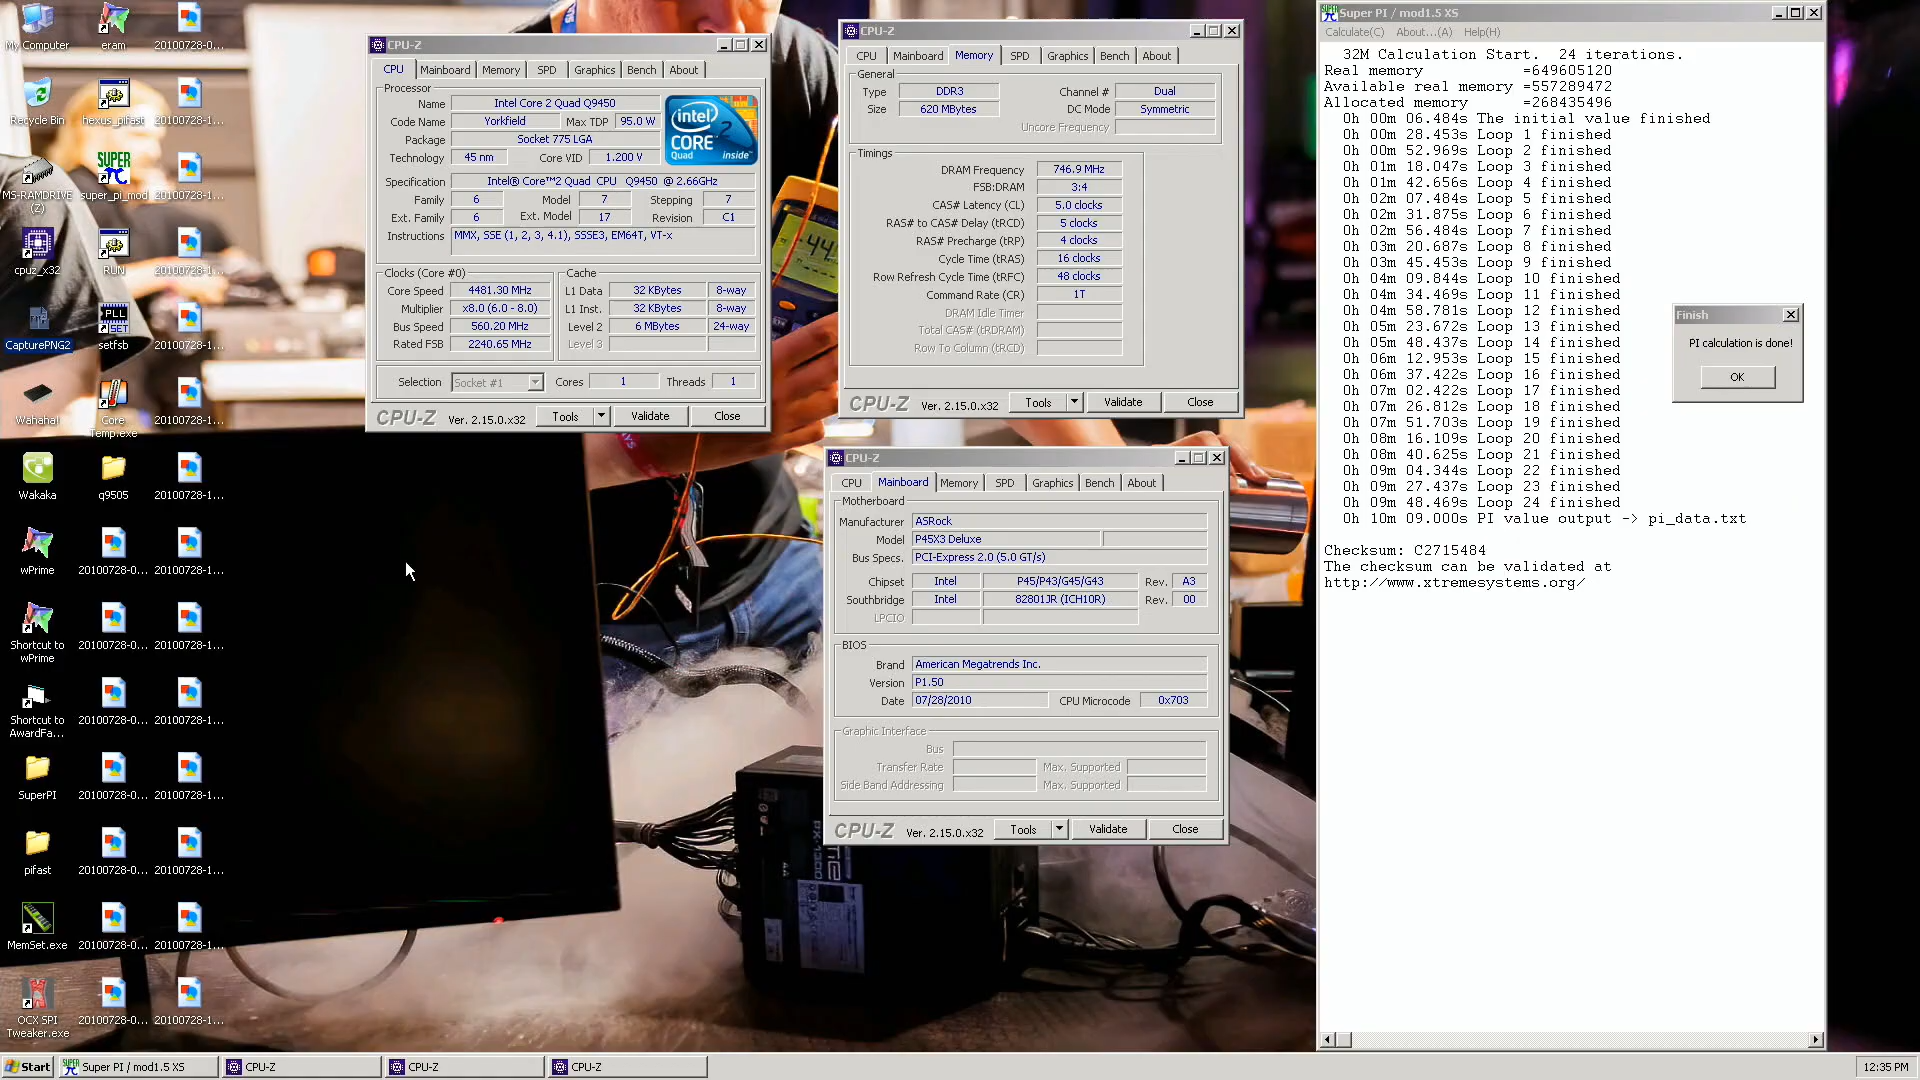 My Computer
eram
20100728-0...
Recycle Bin
hexus_pifast
20100728-1...
MS-RAMDRIVE (Z)
super_pi_mod
20100728-1...
cpuz_x32
RUN
20100728-1...
CapturePNG2
setfsb
20100728-1...
Wahaha!
Core Temp.exe
20100728-1...
Wakaka
q9505
20100728-1...
wPrime
20100728-0...
20100728-1...
Shortcut to wPrime
20100728-0...
20100728-1...
Shortcut to AwardFa...
20100728-0...
20100728-1...
SuperPI
20100728-0...
20100728-1...
pifast
20100728-0...
20100728-1...
MemSet.exe
20100728-0...
20100728-1...
OCX SPI Tweaker.exe
20100728-0...
20100728-1...
CPU-Z
CPU Mainboard Memory SPD Graphics Bench About
Processor
Name Intel Core 2 Quad Q9450
Code Name Yorkfield Max TDP 95.0 W
Package Socket 775 LGA
Technology 45 nm Core VID 1.200 V
intel CORE 2 Quad inside™
Specification Intel® Core™2 Quad CPU Q9450 @ 2.66GHz
Family 6 Model 7 Stepping 7
Ext. Family 6 Ext. Model 17 Revision C1
Instructions MMX, SSE (1, 2, 3, 4.1), SSSE3, EM64T, VT-x
Clocks (Core #0)
Core Speed 4481.30 MHz
Multiplier x8.0 (6.0 - 8.0)
Bus Speed 560.20 MHz
Rated FSB 2240.65 MHz
Cache
L1 Data 32 KBytes 8-way
L1 Inst. 32 KBytes 8-way
Level 2 6 MBytes 24-way
Level 3
Selection Socket #1 Cores 1 Threads 1
CPU-Z Ver. 2.15.0.x32 Tools Validate Close
CPU-Z
CPU Mainboard Memory SPD Graphics Bench About
General
Type DDR3 Channel # Dual
Size 620 MBytes DC Mode Symmetric
Uncore Frequency
Timings
DRAM Frequency 746.9 MHz
FSB:DRAM 3:4
CAS# Latency (CL) 5.0 clocks
RAS# to CAS# Delay (tRCD) 5 clocks
RAS# Precharge (tRP) 4 clocks
Cycle Time (tRAS) 16 clocks
Row Refresh Cycle Time (tRFC) 48 clocks
Command Rate (CR) 1T
DRAM Idle Timer
Total CAS# (tRDRAM)
Row To Column (tRCD)
CPU-Z Ver. 2.15.0.x32 Tools Validate Close
CPU-Z
CPU Mainboard Memory SPD Graphics Bench About
Motherboard
Manufacturer ASRock
Model P45X3 Deluxe
Bus Specs. PCI-Express 2.0 (5.0 GT/s)
Chipset Intel P45/P43/G45/G43 Rev. A3
Southbridge Intel 82801JR (ICH10R) Rev. 00
LPCIO
BIOS
Brand American Megatrends Inc.
Version P1.50
Date 07/28/2010 CPU Microcode 0x703
Graphic Interface
Bus
Transfer Rate Max. Supported
Side Band Addressing Max. Supported
CPU-Z Ver. 2.15.0.x32 Tools Validate Close
Super PI / mod1.5 XS
Calculate(C) About...(A) Help(H)
32M Calculation Start. 24 iterations.
Real memory =649605120
Available real memory =557289472
Allocated memory =268435496
0h 00m 06.484s The initial value finished
0h 00m 28.453s Loop 1 finished
0h 00m 52.969s Loop 2 finished
0h 01m 18.047s Loop 3 finished
0h 01m 42.656s Loop 4 finished
0h 02m 07.484s Loop 5 finished
0h 02m 31.875s Loop 6 finished
0h 02m 56.484s Loop 7 finished
0h 03m 20.687s Loop 8 finished
0h 03m 45.453s Loop 9 finished
0h 04m 09.844s Loop 10 finished
0h 04m 34.469s Loop 11 finished
0h 04m 58.781s Loop 12 finished
0h 05m 23.672s Loop 13 finished
0h 05m 48.437s Loop 14 finished
0h 06m 12.953s Loop 15 finished
0h 06m 37.422s Loop 16 finished
0h 07m 02.422s Loop 17 finished
0h 07m 26.812s Loop 18 finished
0h 07m 51.703s Loop 19 finished
0h 08m 16.109s Loop 20 finished
0h 08m 40.625s Loop 21 finished
0h 09m 04.344s Loop 22 finished
0h 09m 27.437s Loop 23 finished
0h 09m 48.469s Loop 24 finished
0h 10m 09.000s PI value output -> pi_data.txt
Checksum: C2715484
The checksum can be validated at
http://www.xtremesystems.org/
Finish
PI calculation is done!
OK
Start Super PI / mod1.5 XS CPU-Z CPU-Z CPU-Z 12:35 PM